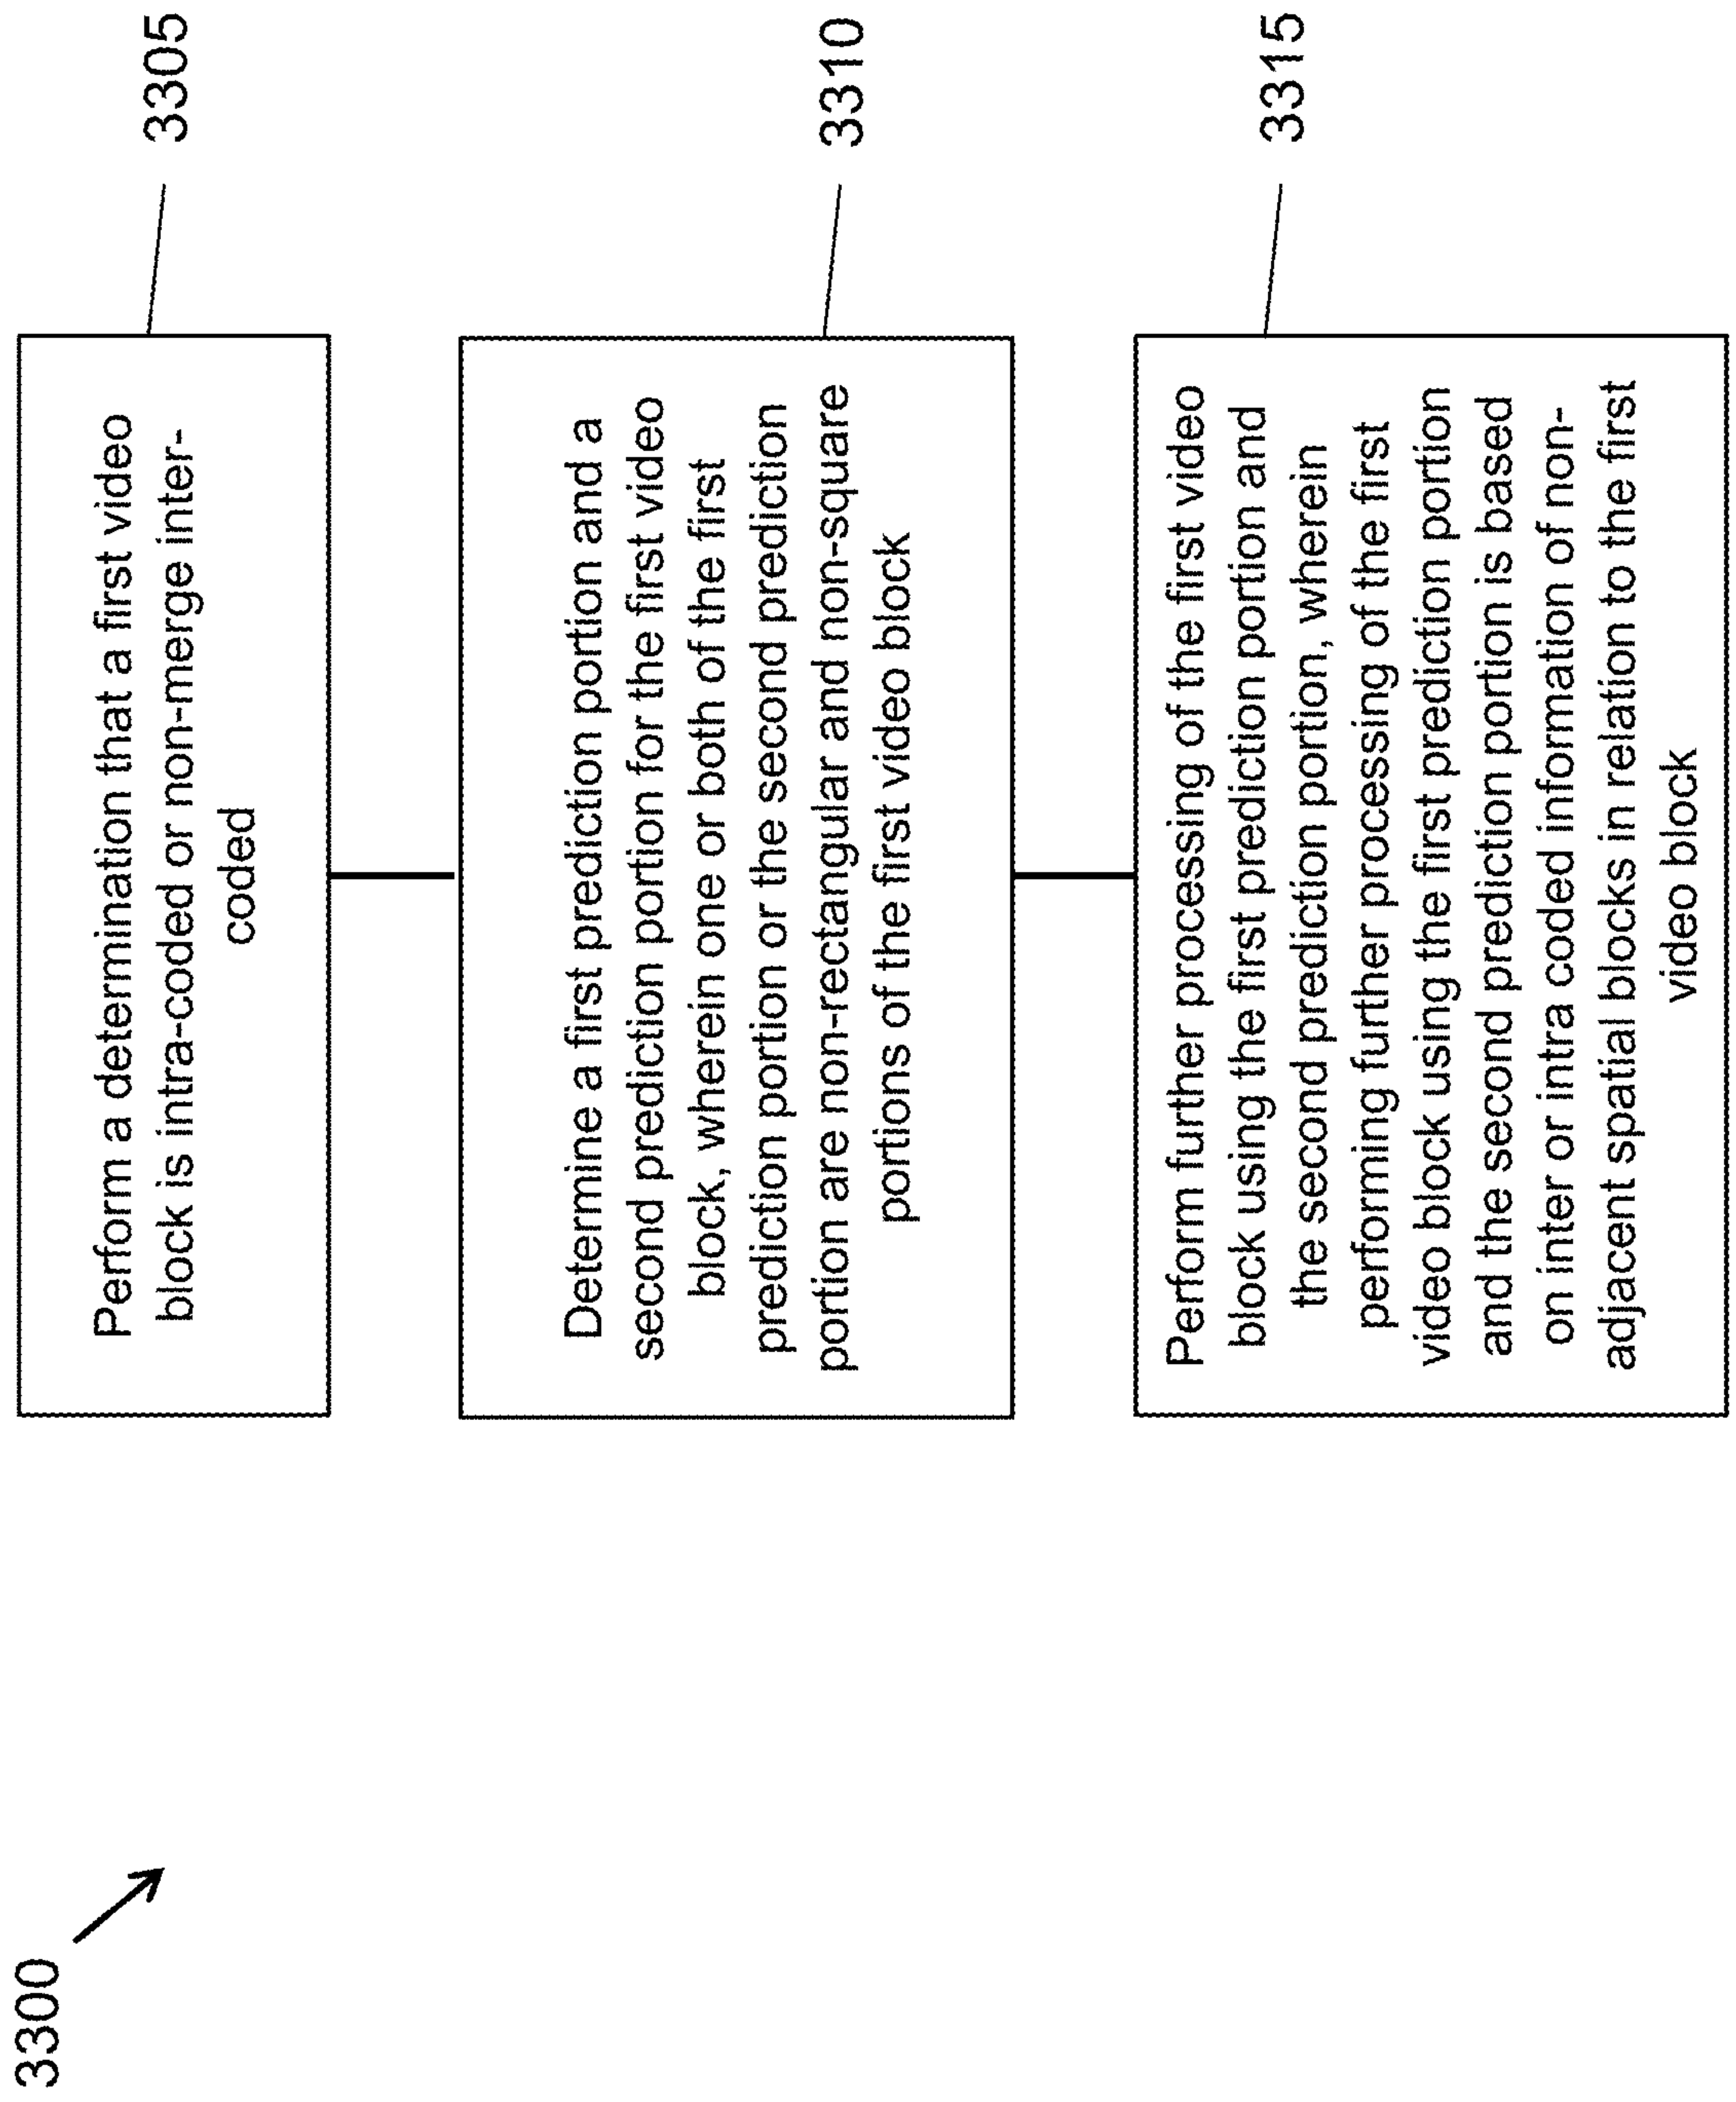 3300
Perform a determination that a first video
block is intra-coded or non-merge inter-
coded
3305
Determine a first prediction portion and a
second prediction portion for the first video
block, wherein one or both of the first
prediction portion or the second prediction
portion are non-rectangular and non-square
portions of the first video block
3310
Perform further processing of the first video
block using the first prediction portion and
the second prediction portion, wherein
performing further processing of the first
video block using the first prediction portion
and the second prediction portion is based
on inter or intra coded information of non-
adjacent spatial blocks in relation to the first
video block
3315